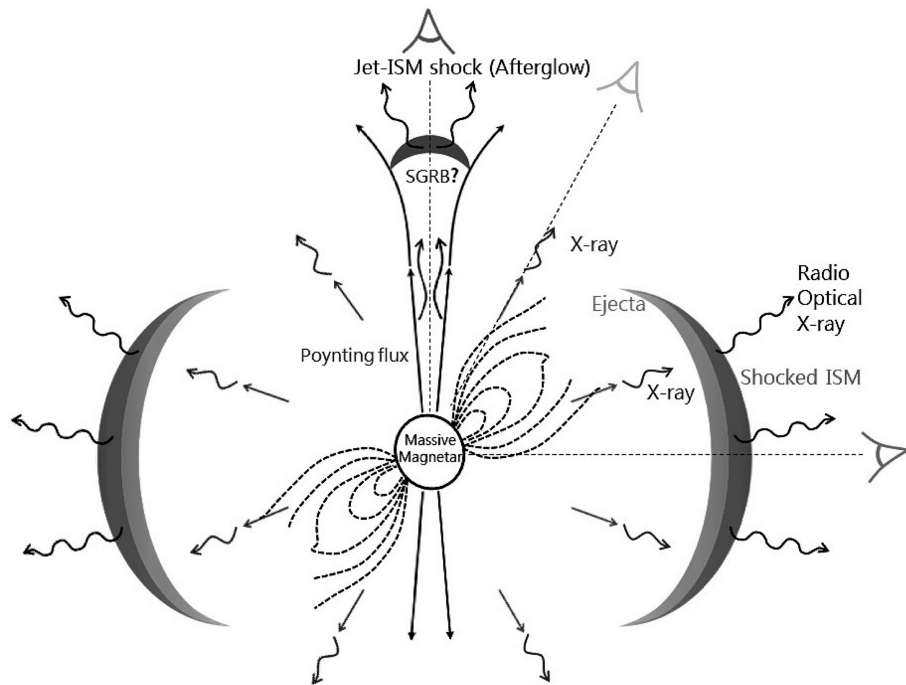 Jet-ISM shock (Afterglow)
SGRB?
X-ray
Radio
Optical
X-ray
Ejecta
Poynting flux
X-ray
Shocked ISM
Massive
Magnetar